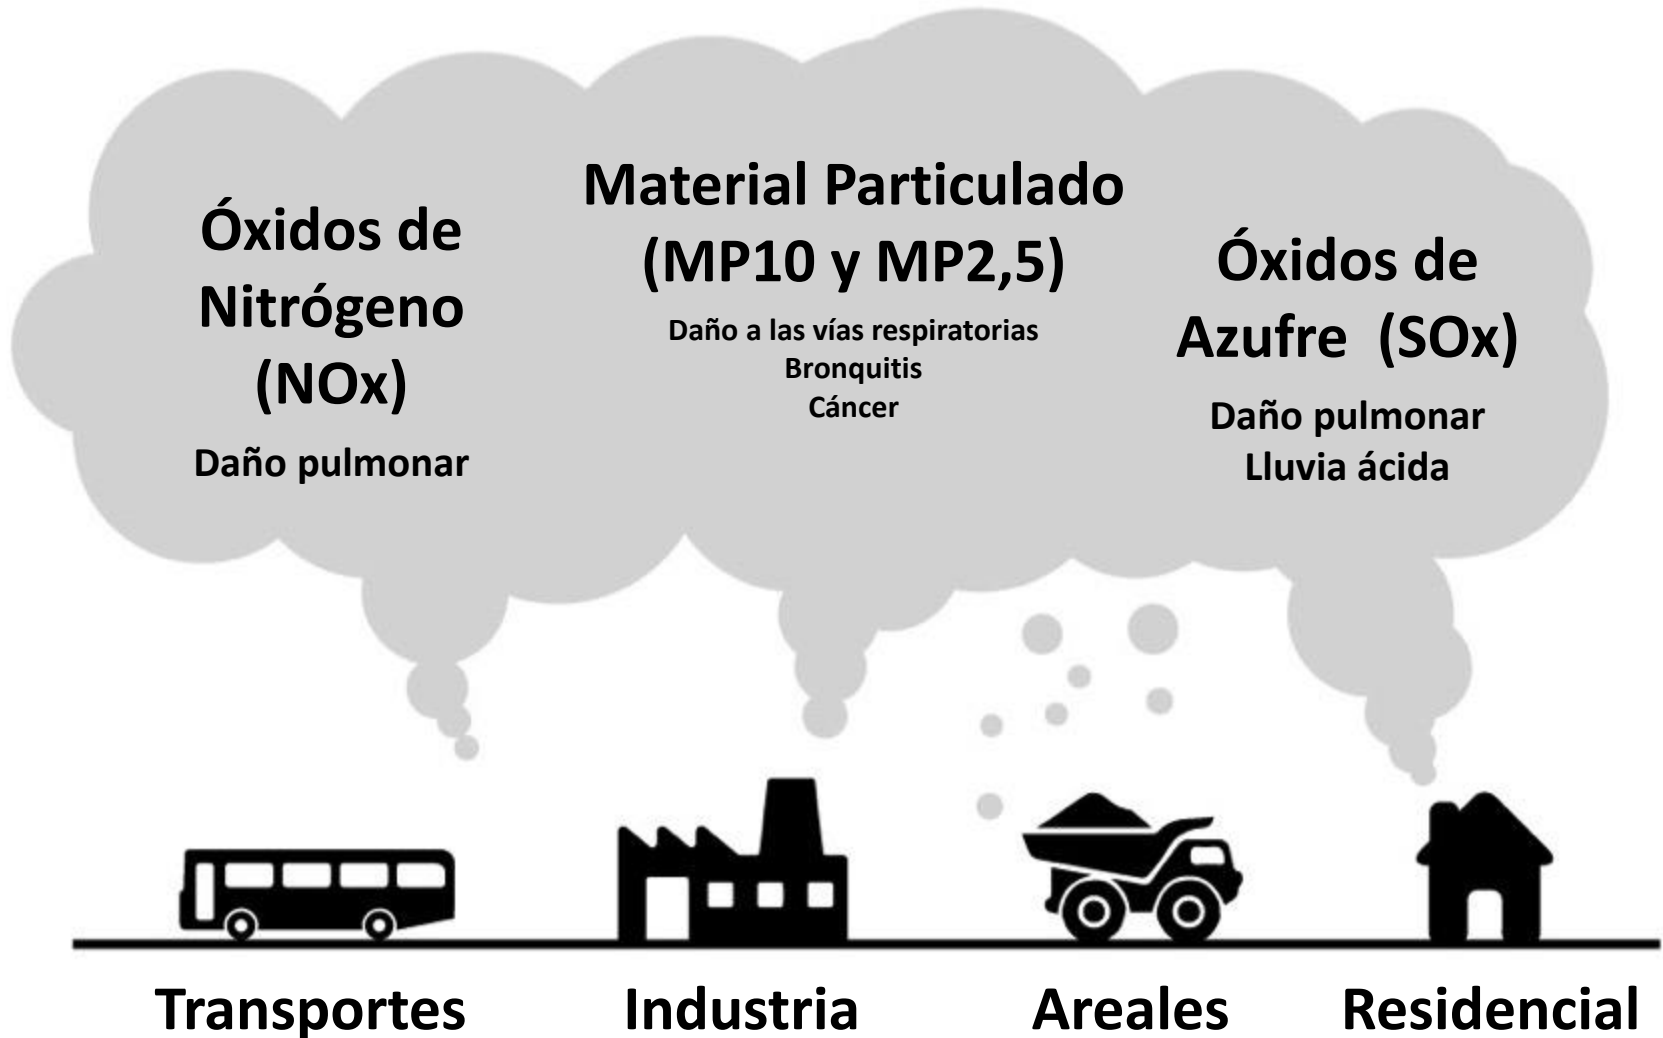 Óxidos de
Nitrógeno
(NOx)
Daño pulmonar
Material Particulado
(MP10 y MP2,5)
Daño a las vías respiratorias
Bronquitis
Cáncer
Óxidos de
Azufre  (SOx)
Daño pulmonar
Lluvia ácida
Transportes
Industria
Areales
Residencial